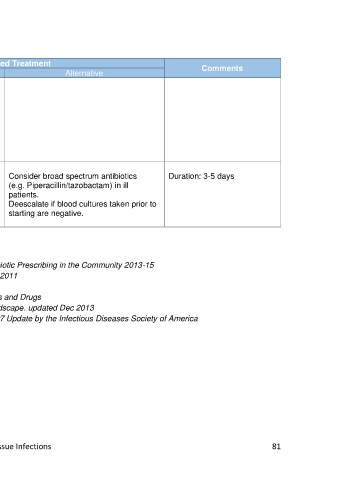 ed Treatment
Comments
Alternative
Consider broad spectrum antibiotics
(e.g. Piperacillin/tazobactam) in ill
patients.
Deescalate if blood cultures taken prior to
starting are negative.
Duration: 3-5 days
iotic Prescribing in the Community 2013-15
2011
s and Drugs
dscape. updated Dec 2013
7 Update by the Infectious Diseases Society of America
ssue Infections
81